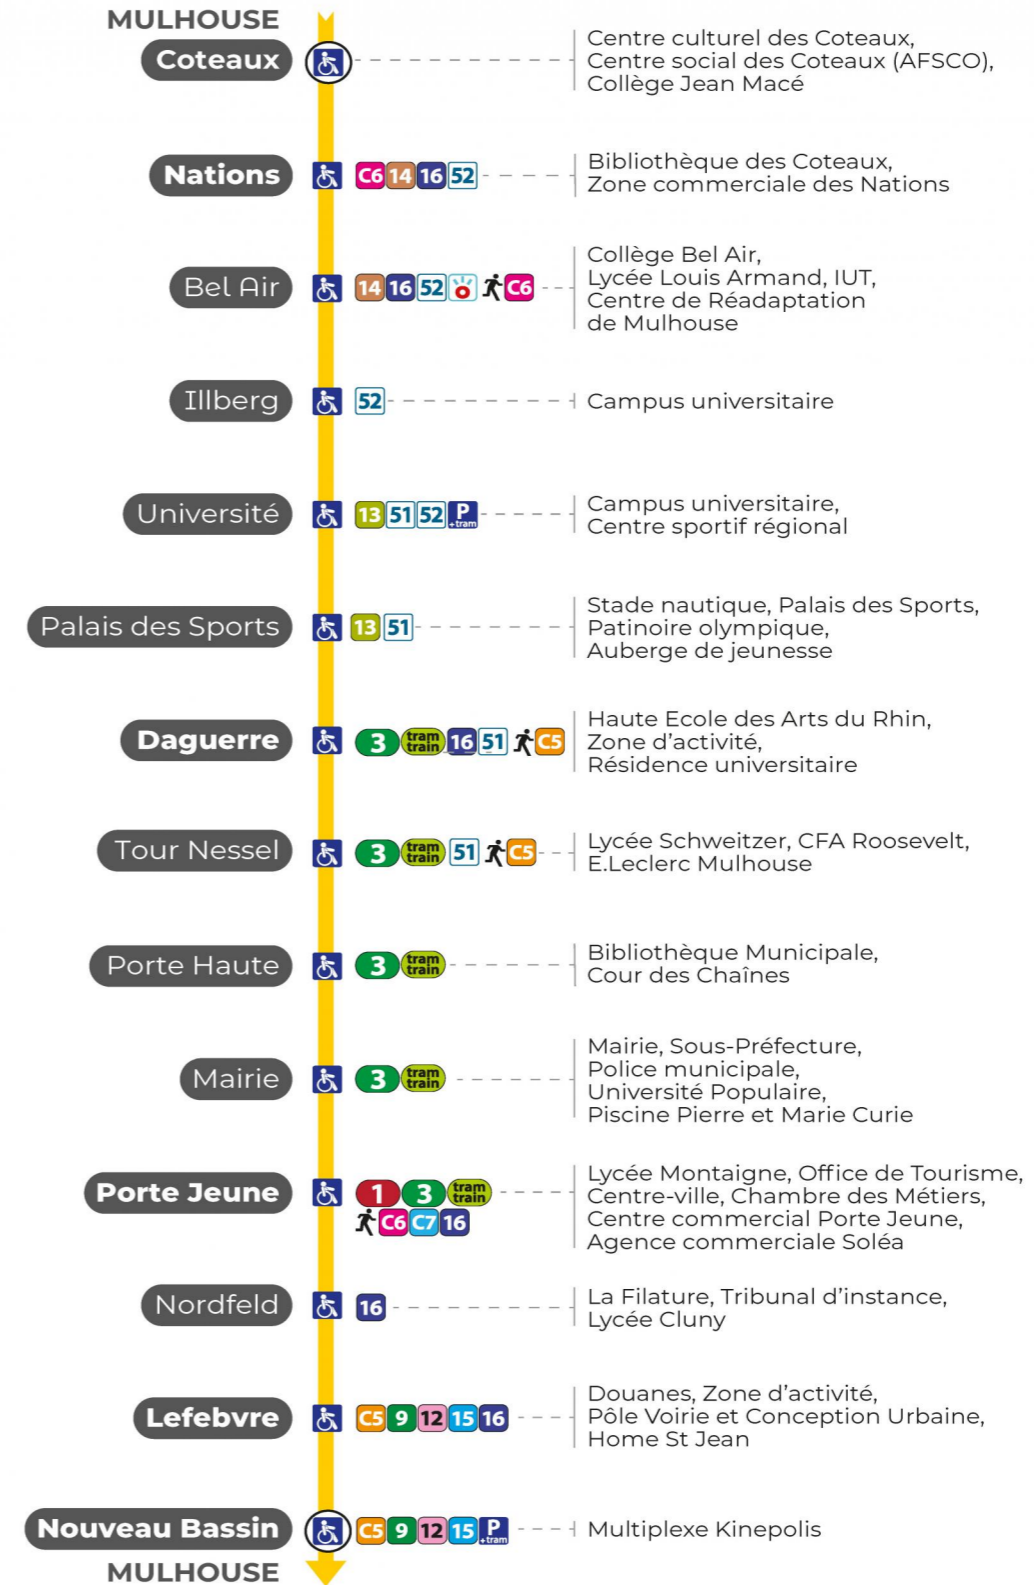 MULHOUSE
Coteaux
Centre culturel des Coteaux,
Centre social des Coteaux (AFSCO),
Collège Jean Macé
Nations
C6 14 16 52
Bibliothèque des Coteaux,
Zone commerciale des Nations
Bel Air
14 16 52 C6
Collège Bel Air,
Lycée Louis Armand, IUT,
Centre de Réadaptation
de Mulhouse
Illberg
52
Campus universitaire
Université
13 51 52 P +tram
Campus universitaire,
Centre sportif régional
Palais des Sports
13 51
Stade nautique, Palais des Sports,
Patinoire olympique,
Auberge de jeunesse
Daguerre
3 tram train 16 51 C5
Haute Ecole des Arts du Rhin,
Zone d'activité,
Résidence universitaire
Tour Nessel
3 tram train 51 C5
Lycée Schweitzer, CFA Roosevelt,
E.Leclerc Mulhouse
Porte Haute
3 tram train
Bibliothèque Municipale,
Cour des Chaînes
Mairie
3 tram train
Mairie, Sous-Préfecture,
Police municipale,
Université Populaire,
Piscine Pierre et Marie Curie
Porte Jeune
1 3 tram train
C6 C7 16
Lycée Montaigne, Office de Tourisme,
Centre-ville, Chambre des Métiers,
Centre commercial Porte Jeune,
Agence commerciale Soléa
Nordfeld
16
La Filature, Tribunal d'instance,
Lycée Cluny
Lefebvre
C5 9 12 15 16
Douanes, Zone d'activité,
Pôle Voirie et Conception Urbaine,
Home St Jean
Nouveau Bassin
C5 9 12 15 P +tram
Multiplexe Kinepolis
MULHOUSE